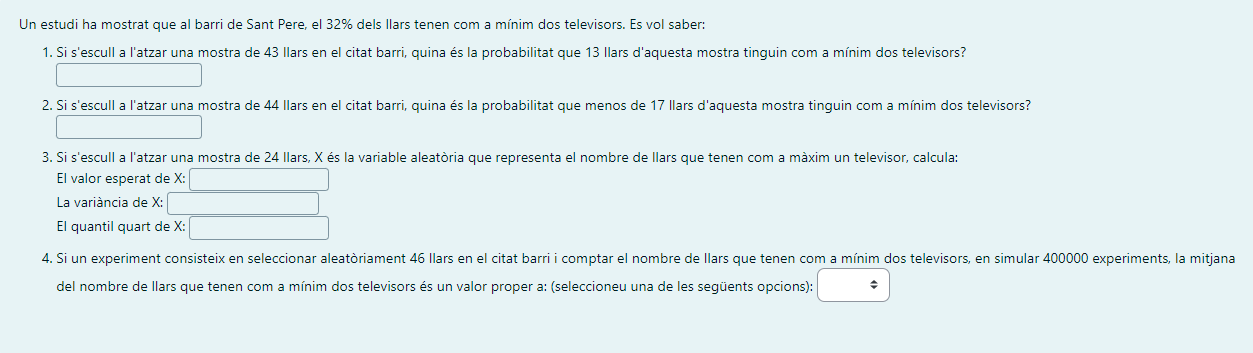 Un estudi ha mostrat que al barri de Sant Pere, el 32% dels llars tenen com a mínim dos televisors. Es vol saber:
1. Si s'escull a l'atzar una mostra de 43 llars en el citat barri, quina és la probabilitat que 13 llars d'aquesta mostra tinguin com a mínim dos televisors?
2. Si s'escull a l'atzar una mostra de 44 llars en el citat barri, quina és la probabilitat que menos de 17 llars d'aquesta mostra tinguin com a mínim dos televisors?
3. Si s'escull a l'atzar una mostra de 24 llars, X és la variable aleatòria que representa el nombre de llars que tenen com a màxim un televisor, calcula:
El valor esperat de X:
La variància de X:
El quantil quart de X:
4. Si un experiment consisteix en seleccionar aleatòriament 46 llars en el citat barri i comptar el nombre de llars que tenen com a mínim dos televisors, en simular 400000 experiments, la mitjana
del nombre de llars que tenen com a mínim dos televisors és un valor proper a: (seleccioneu una de les següents opcions):